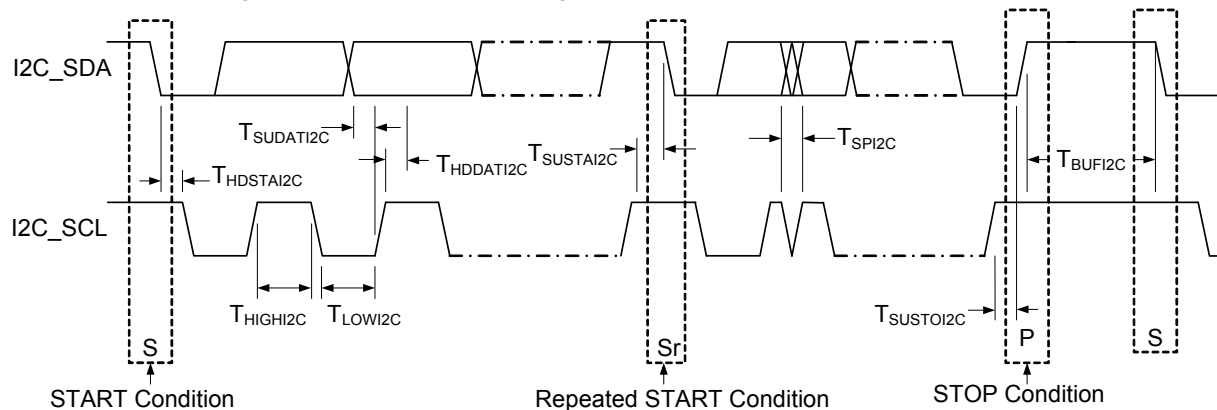 I2C_SDA
TSUDATI2C
THDDATI2C
TSUSTAI2C
TSPI2C
TBUFI2C
THDSTAI2C
I2C_SCL
THIGHI2C
TLOWI2C
TSUSTOI2C
S
Sr
P
S
START Condition
Repeated START Condition
STOP Condition